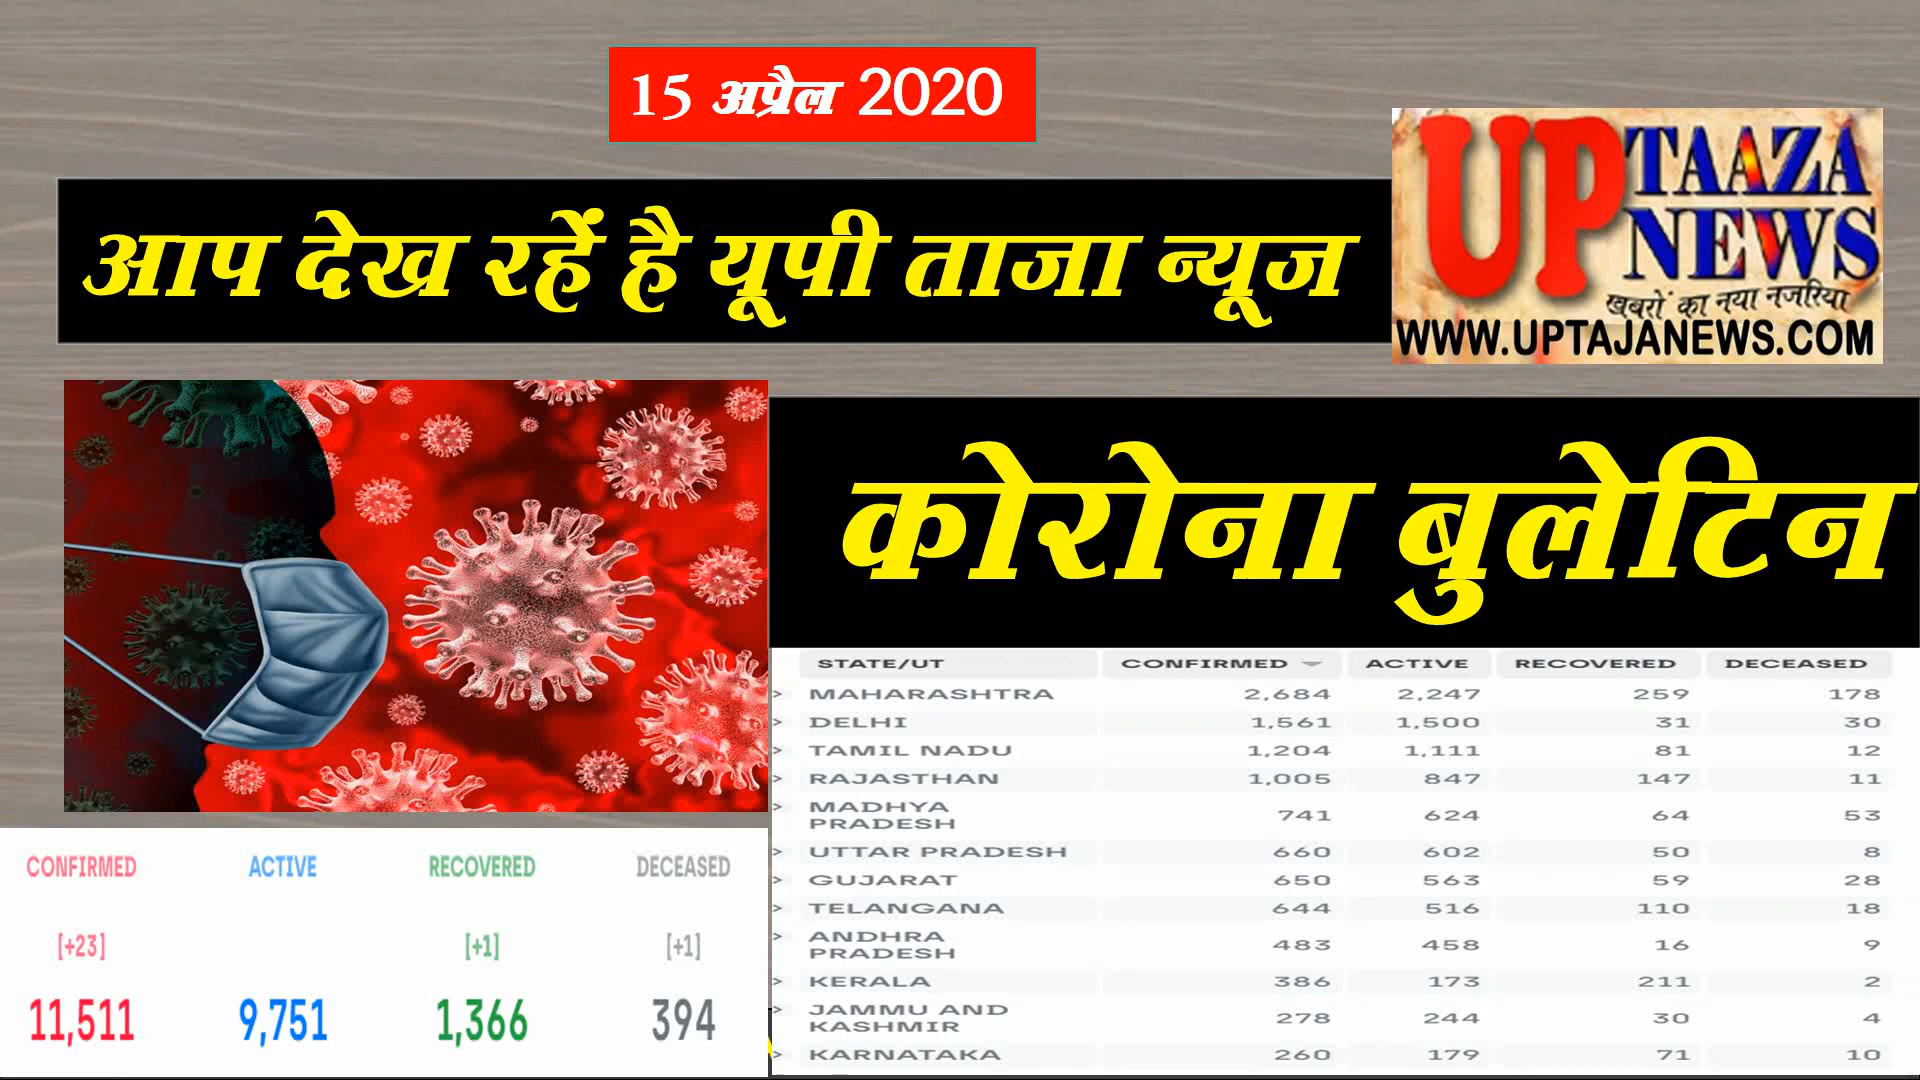 15 अप्रैल 2020
आप देख रहें है यूपी ताजा न्यूज
UP TAAZA
NEWS
खबरों का नया नजरिया
WWW.UPTAJANEWS.COM
कोरोना बुलेटिन
CONFIRMED ACTIVE RECOVERED DECEASED
[+23] [+1] [+1]
11,511 9,751 1,366 394
STATE/UT CONFIRMED ACTIVE RECOVERED DECEASED
MAHARASHTRA 2,684 2,247 259 178
DELHI 1,561 1,500 31 30
TAMIL NADU 1,204 1,111 81 12
RAJASTHAN 1,005 847 147 11
MADHYA
PRADESH 741 624 64 53
UTTAR PRADESH 660 602 50 8
GUJARAT 650 563 59 28
TELANGANA 644 516 110 18
ANDHRA
PRADESH 483 458 16 9
KERALA 386 173 211 2
JAMMU AND
KASHMIR 278 244 30 4
KARNATAKA 260 179 71 10